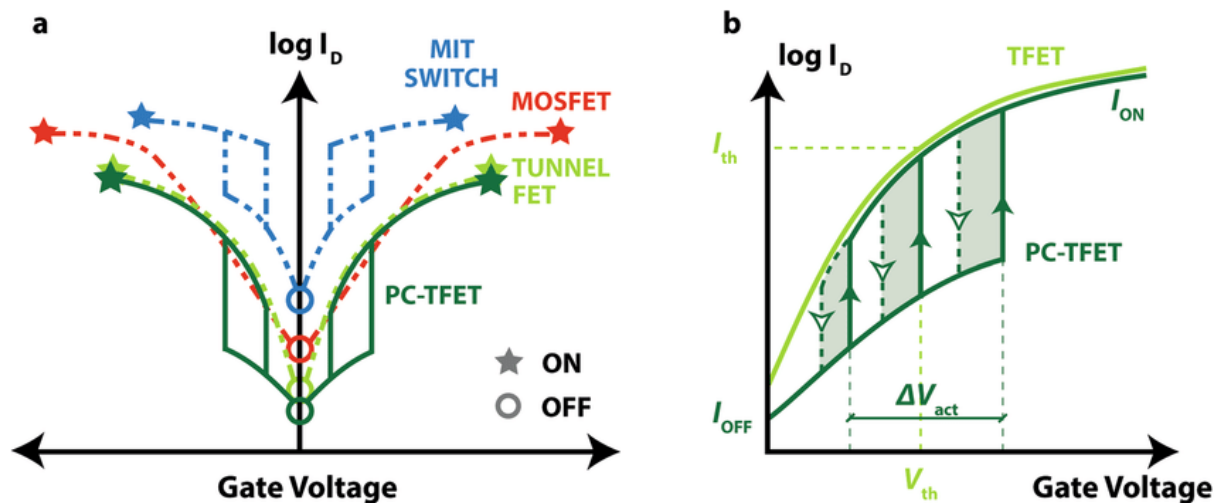 a
log I_D
MIT
SWITCH
MOSFET
TUNNEL
FET
PC-TFET
ON
OFF
Gate Voltage
b
log I_D
TFET
I_ON
I_th
PC-TFET
I_OFF
ΔV_act
V_th
Gate Voltage